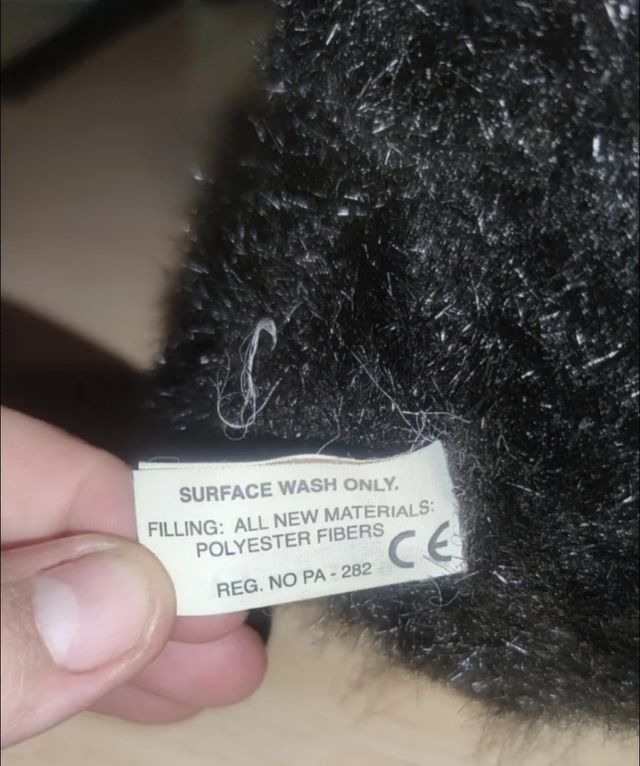 SURFACE WASH ONLY.
FILLING: ALL NEW MATERIALS:
POLYESTER FIBERS CE
REG. NO PA - 282